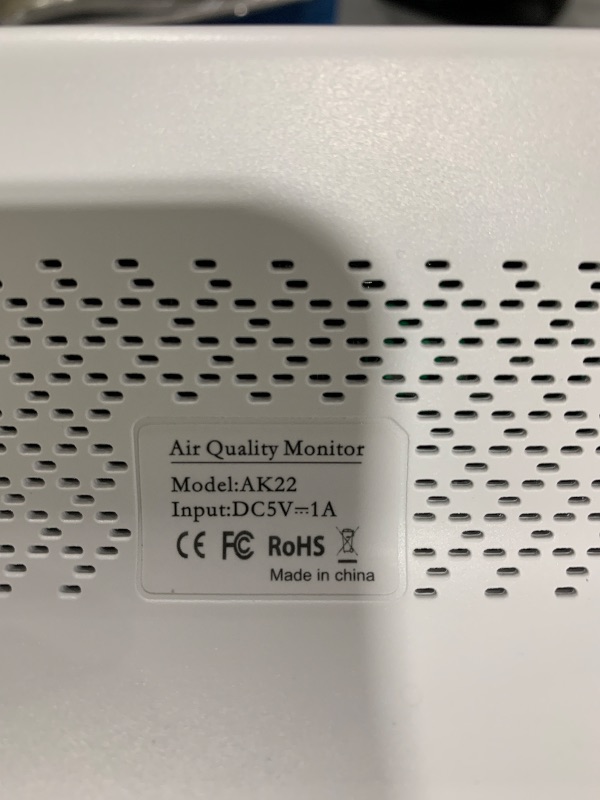 Air Quality Monitor
Model:AK22
Input:DC5V⎓1A
CE FC RoHS
Made in china